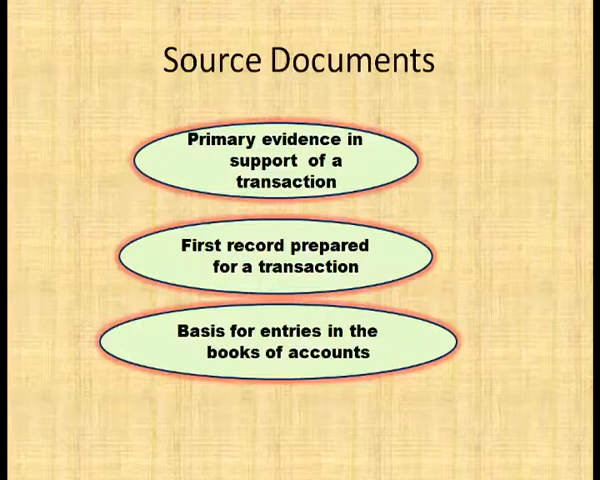 Source Documents
Primary evidence in
support of a
transaction
First record prepared
for a transaction
Basis for entries in the
books of accounts